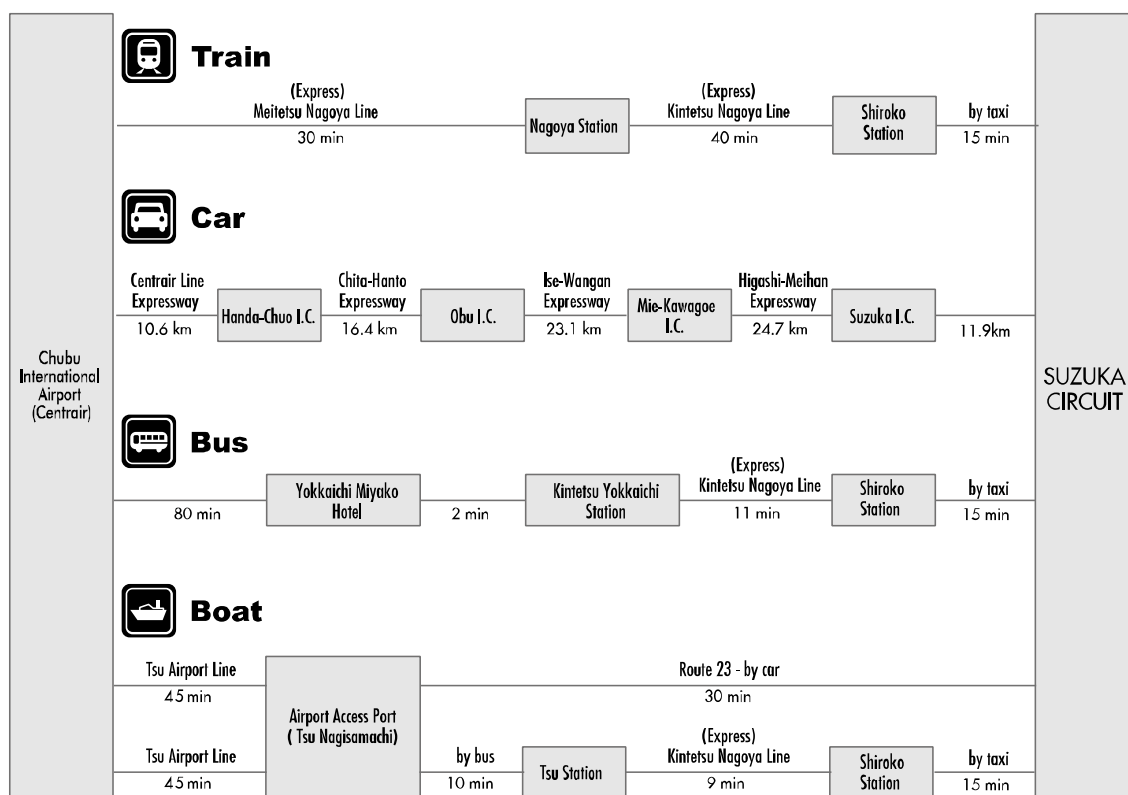 Train
(Express)
Meitetsu Nagoya Line
30 min
Nagoya Station
(Express)
Kintetsu Nagoya Line
40 min
Shiroko
Station
by taxi
15 min
Car
Centrair Line
Expressway
10.6 km
Handa-Chuo I.C.
Chita-Hanto
Expressway
16.4 km
Obu I.C.
Ise-Wangan
Expressway
23.1 km
Mie-Kawagoe
I.C.
Higashi-Meihan
Expressway
24.7 km
Suzuka I.C.
11.9km
Chubu
International
Airport
(Centrair)
SUZUKA
CIRCUIT
Bus
80 min
Yokkaichi Miyako
Hotel
2 min
Kintetsu Yokkaichi
Station
(Express)
Kintetsu Nagoya Line
11 min
Shiroko
Station
by taxi
15 min
Boat
Tsu Airport Line
45 min
Airport Access Port
( Tsu Nagisamachi)
Route 23 - by car
30 min
Tsu Airport Line
45 min
by bus
10 min
Tsu Station
(Express)
Kintetsu Nagoya Line
9 min
Shiroko
Station
by taxi
15 min